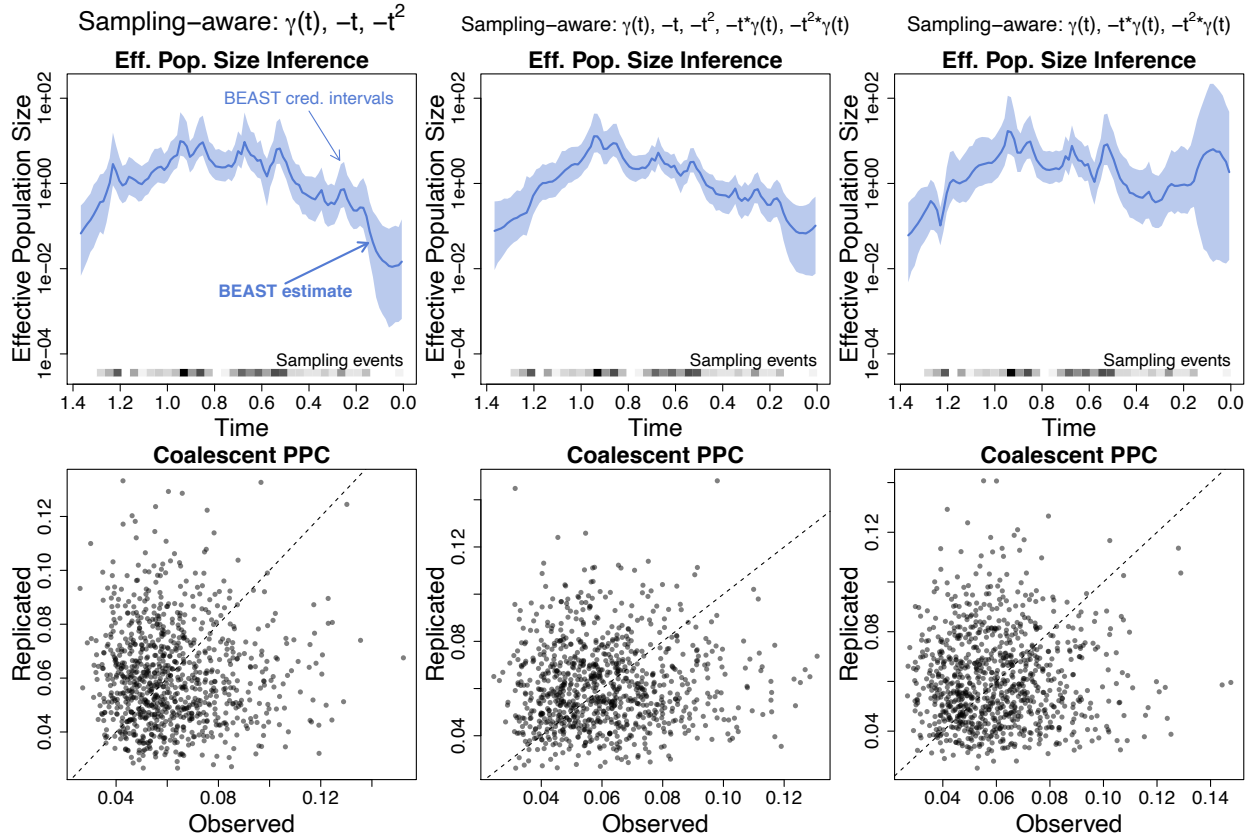 Sampling−aware: γ(t), −t, −t²
Eff. Pop. Size Inference
Effective Population Size
1e+02
1e+00
1e−02
1e−04
BEAST cred. intervals
BEAST estimate
Sampling events
1.4 1.2 1.0 0.8 0.6 0.4 0.2 0.0
Time
Sampling−aware: γ(t), −t, −t², −t*γ(t), −t²*γ(t)
Eff. Pop. Size Inference
Effective Population Size
1e+02
1e+00
1e−02
1e−04
Sampling events
1.4 1.2 1.0 0.8 0.6 0.4 0.2 0.0
Time
Sampling−aware: γ(t), −t*γ(t), −t²*γ(t)
Eff. Pop. Size Inference
Effective Population Size
1e+02
1e+00
1e−02
1e−04
Sampling events
1.4 1.2 1.0 0.8 0.6 0.4 0.2 0.0
Time
Coalescent PPC
Replicated
0.12
0.10
0.08
0.06
0.04
0.04 0.08 0.12
Observed
Coalescent PPC
Replicated
0.12
0.08
0.04
0.04 0.06 0.08 0.10 0.12
Observed
Coalescent PPC
Replicated
0.12
0.08
0.04
0.04 0.06 0.08 0.10 0.12 0.14
Observed